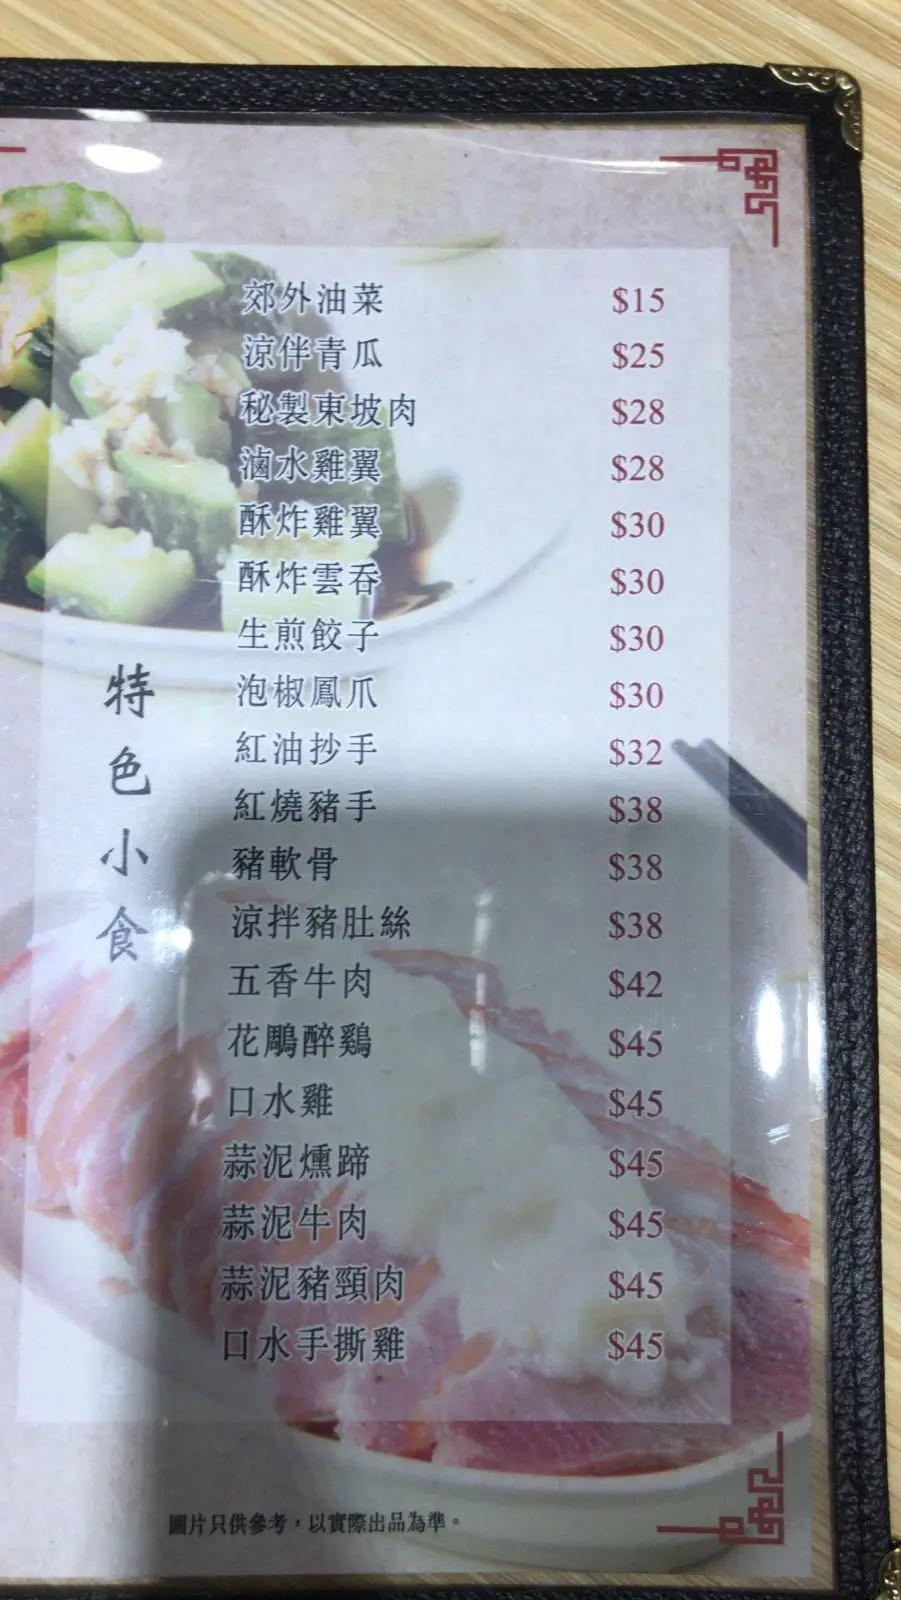 特色小食
郊外油菜 $15
涼伴青瓜 $25
秘製東坡肉 $28
滷水雞翼 $28
酥炸雞翼 $30
酥炸雲吞 $30
生煎餃子 $30
泡椒鳳爪 $30
紅油抄手 $32
紅燒豬手 $38
豬軟骨 $38
涼拌豬肚絲 $38
五香牛肉 $42
花鵰醉鷄 $45
口水雞 $45
蒜泥燻蹄 $45
蒜泥牛肉 $45
蒜泥豬頸肉 $45
口水手撕雞 $45
圖片只供參考，以實際出品為準。